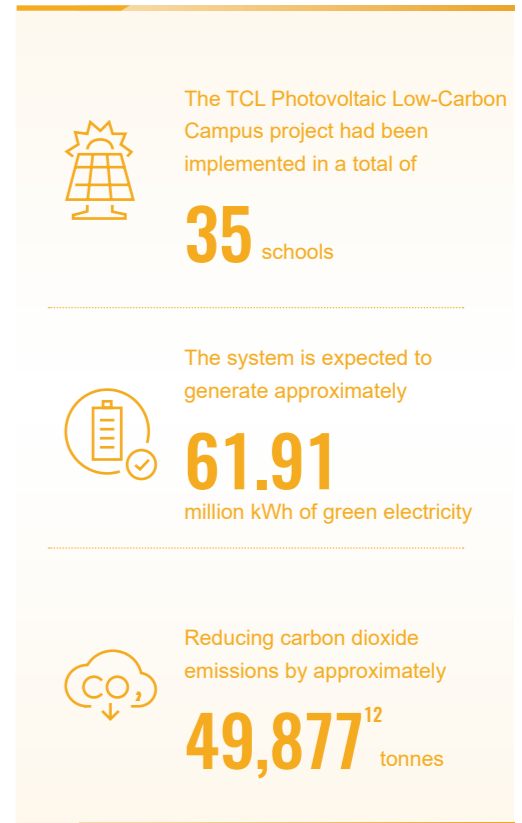 The TCL Photovoltaic Low-Carbon
Campus project had been
implemented in a total of
35 schools
The system is expected to
generate approximately
61.91
million kWh of green electricity
CO,
Reducing carbon dioxide
emissions by approximately
49,877¹² tonnes